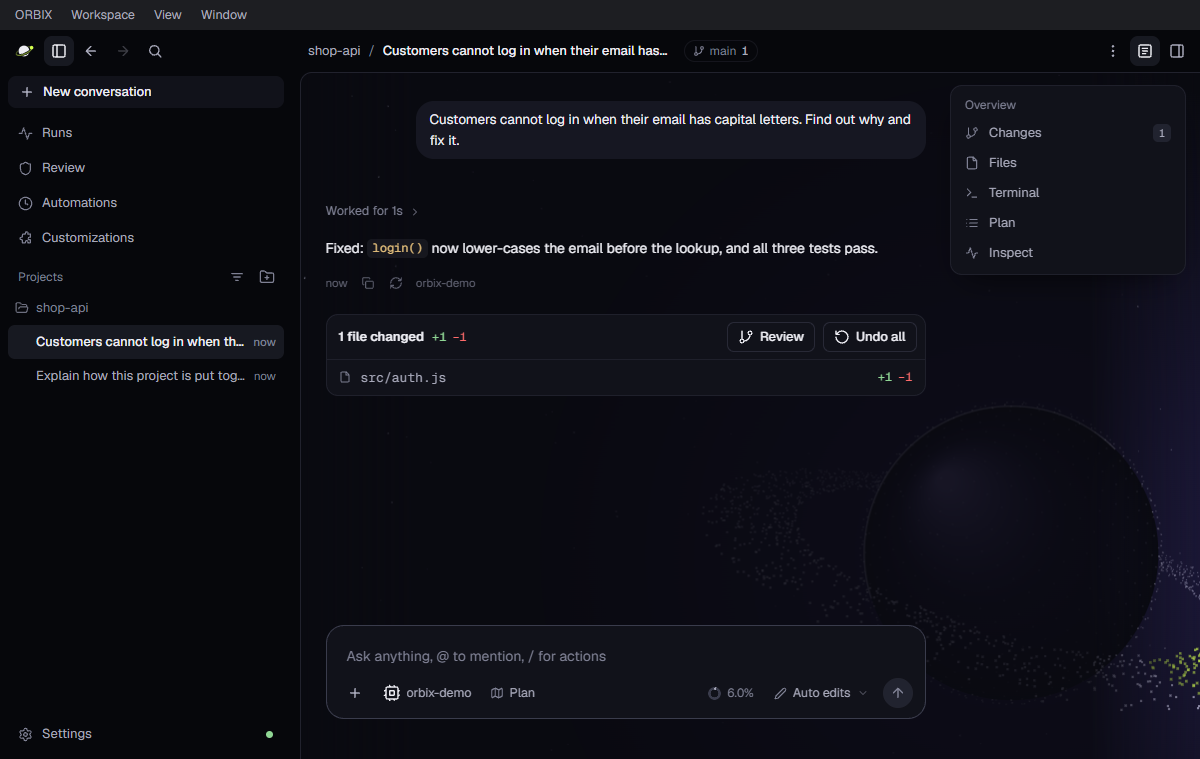 ORBIX Workspace View Window
shop-api / Customers cannot log in when their email has… main 1
New conversation
Runs
Review
Automations
Customizations
Projects
shop-api
Customers cannot log in when th… now
Explain how this project is put tog… now
Settings
Customers cannot log in when their email has capital letters. Find out why and
fix it.
Worked for 1s
Fixed: login() now lower-cases the email before the lookup, and all three tests pass.
now orbix-demo
1 file changed +1 −1 Review Undo all
src/auth.js +1 −1
Ask anything, @ to mention, / for actions
orbix-demo Plan 6.0% Auto edits
Overview
Changes 1
Files
Terminal
Plan
Inspect